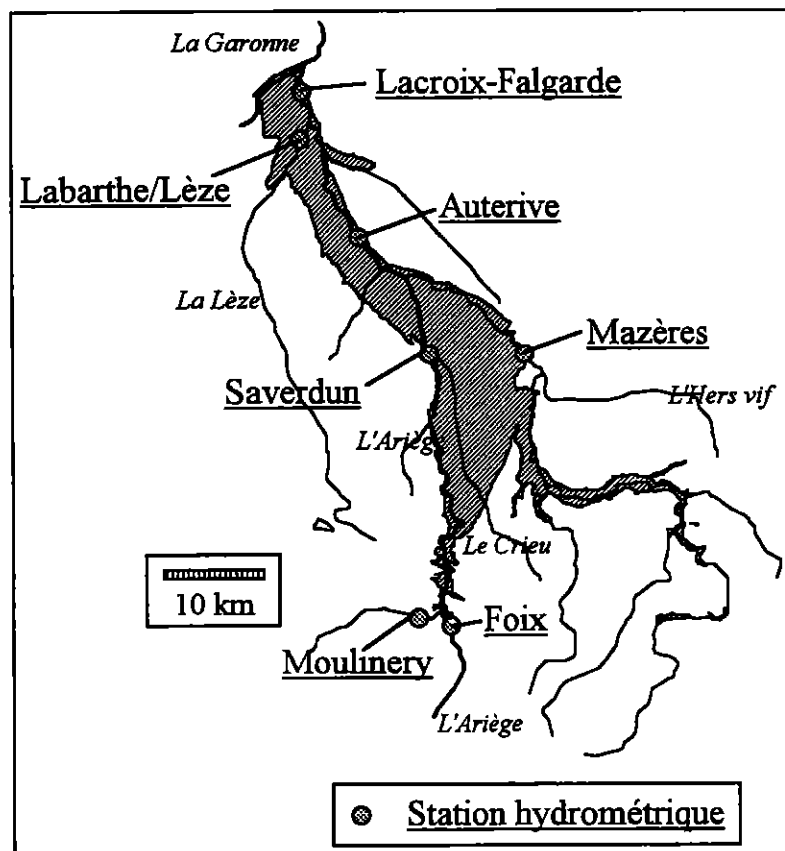 La Garonne
Lacroix-Falgarde
Labarthe/Lèze
Auterive
La Lèze
Mazères
Saverdun
L'Hers vif
L'Ariège
Le Crieu
10 km
Foix
Moulinery
L'Ariège
Station hydrométrique